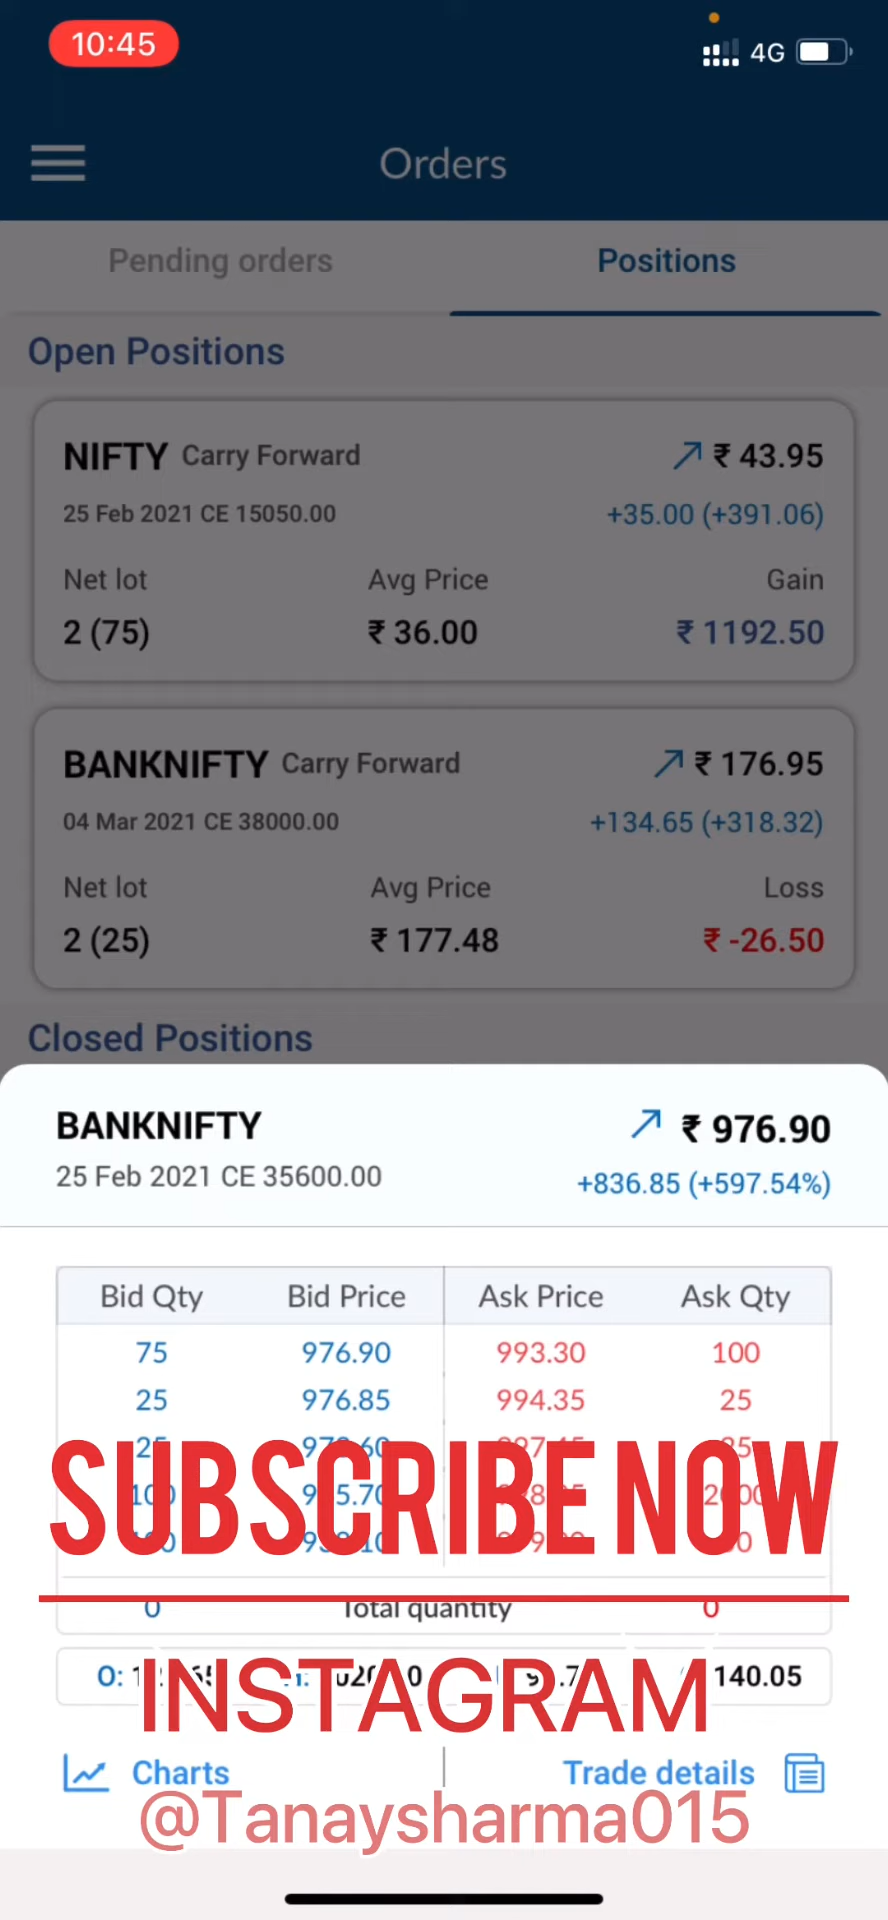 10:45
4G
Orders
Pending orders Positions
Open Positions
NIFTY Carry Forward ₹ 43.95
25 Feb 2021 CE 15050.00 +35.00 (+391.06)
Net lot Avg Price Gain
2 (75) ₹ 36.00 ₹ 1192.50
BANKNIFTY Carry Forward ₹ 176.95
04 Mar 2021 CE 38000.00 +134.65 (+318.32)
Net lot Avg Price Loss
2 (25) ₹ 177.48 ₹ -26.50
Closed Positions
BANKNIFTY ₹ 976.90
25 Feb 2021 CE 35600.00 +836.85 (+597.54%)
Bid Qty Bid Price Ask Price Ask Qty
75 976.90 993.30 100
25 976.85 994.35 25
SUBSCRIBE NOW
0 Total quantity 0
O: 140.05
INSTAGRAM
Charts Trade details
@Tanaysharma015